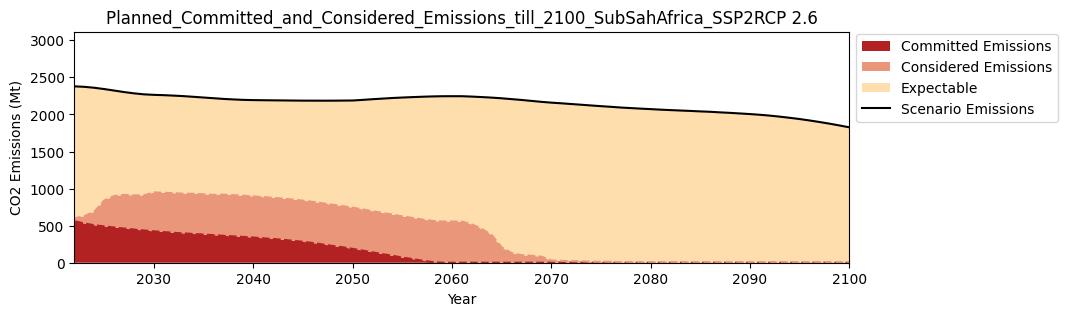 Planned_Committed_and_Considered_Emissions_till_2100_SubSahAfrica_SSP2RCP 2.6
CO2 Emissions (Mt)
3000
2500
2000
1500
1000
500
0
2030 2040 2050 2060 2070 2080 2090 2100
Year
Committed Emissions
Considered Emissions
Expectable
Scenario Emissions